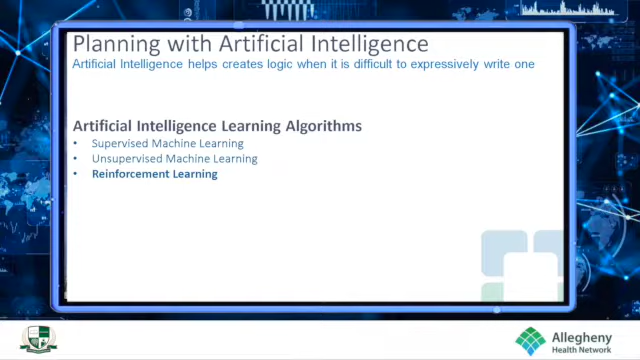 Planning with Artificial Intelligence
Artificial Intelligence helps creates logic when it is difficult to expressively write one
Artificial Intelligence Learning Algorithms
• Supervised Machine Learning
• Unsupervised Machine Learning
• Reinforcement Learning
Allegheny
Health Network